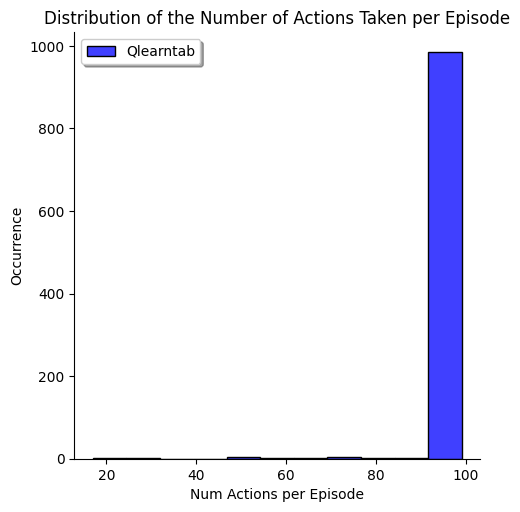 Distribution of the Number of Actions Taken per Episode
Qlearntab
1000
800
600
400
200
0
Occurrence
20 40 60 80 100
Num Actions per Episode